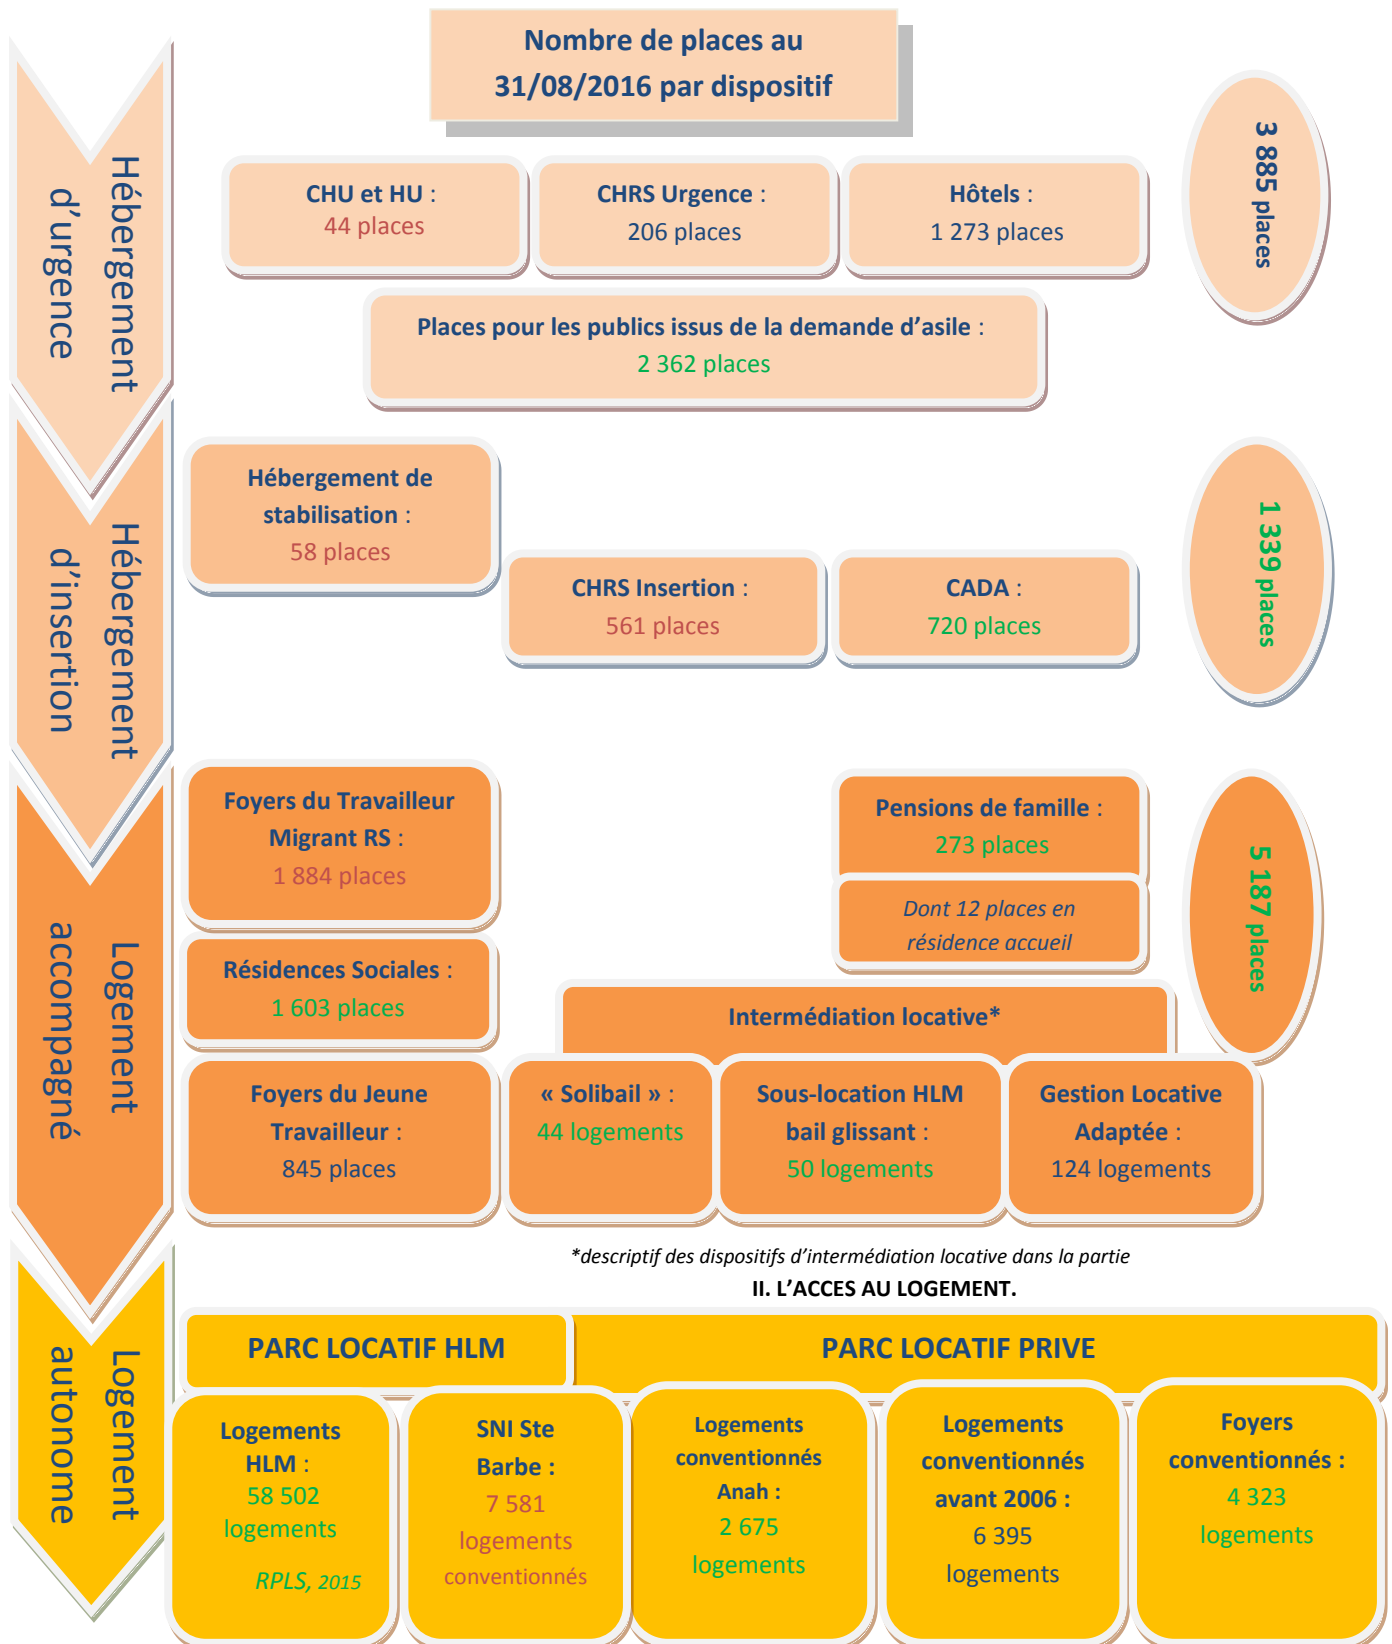 Nombre de places au
31/08/2016 par dispositif
Hébergement
d'urgence
CHU et HU :
44 places
CHRS Urgence :
206 places
Hôtels :
1 273 places
3 885 places
Places pour les publics issus de la demande d'asile :
2 362 places
Hébergement
d'insertion
Hébergement de
stabilisation :
58 places
CHRS Insertion :
561 places
CADA :
720 places
1 339 places
Logement
accompagné
Foyers du Travailleur
Migrant RS :
1 884 places
Pensions de famille :
273 places
Dont 12 places en
résidence accueil
5 187 places
Résidences Sociales :
1 603 places
Intermédiation locative*
Foyers du Jeune
Travailleur :
845 places
« Solibail » :
44 logements
Sous-location HLM
bail glissant :
50 logements
Gestion Locative
Adaptée :
124 logements
*descriptif des dispositifs d'intermédiation locative dans la partie
II. L'ACCES AU LOGEMENT.
Logement
autonome
PARC LOCATIF HLM
PARC LOCATIF PRIVE
Logements
HLM :
58 502
logements
RPLS, 2015
SNI Ste
Barbe :
7 581
logements
conventionnés
Logements
conventionnés
Anah :
2 675
logements
Logements
conventionnés
avant 2006 :
6 395
logements
Foyers
conventionnés :
4 323
logements